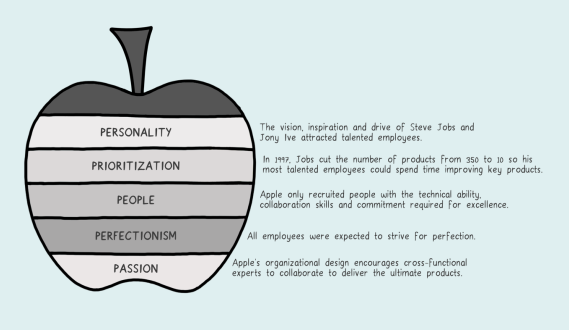 PERSONALITY
The vision, inspiration and drive of Steve Jobs and
Jony Ive attracted talented employees.
PRIORITIZATION
In 1997, Jobs cut the number of products from 350 to 10 so his
most talented employees could spend time improving key products.
PEOPLE
Apple only recruited people with the technical ability,
collaboration skills and commitment required for excellence.
PERFECTIONISM
All employees were expected to strive for perfection.
PASSION
Apple's organizational design encourages cross-functional
experts to collaborate to deliver the ultimate products.